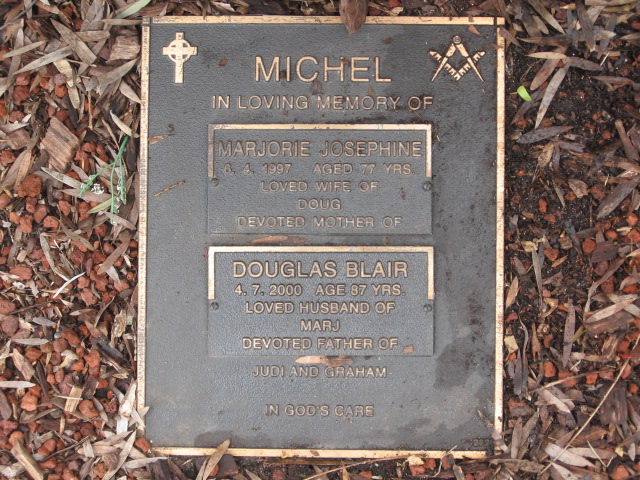 MICHEL
IN LOVING MEMORY OF
MARJORIE JOSEPHINE
6. 4. 1997 AGED 77 YRS.
LOVED WIFE OF
DOUG
DEVOTED MOTHER OF
DOUGLAS BLAIR
4. 7. 2000 AGE 87 YRS.
LOVED HUSBAND OF
MARJ
DEVOTED FATHER OF
JUDI AND GRAHAM
IN GOD'S CARE